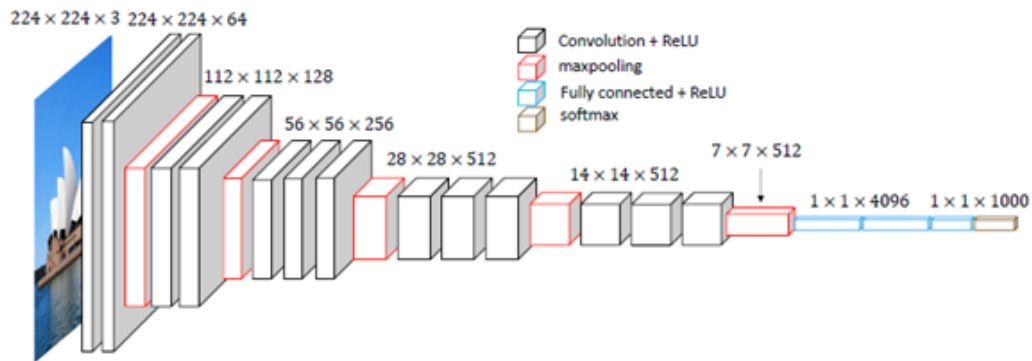 224 × 224 × 3
224 × 224 × 64
112 × 112 × 128
56 × 56 × 256
28 × 28 × 512
14 × 14 × 512
7 × 7 × 512
1 × 1 × 4096
1 × 1 × 1000
Convolution + ReLU
maxpooling
Fully connected + ReLU
softmax